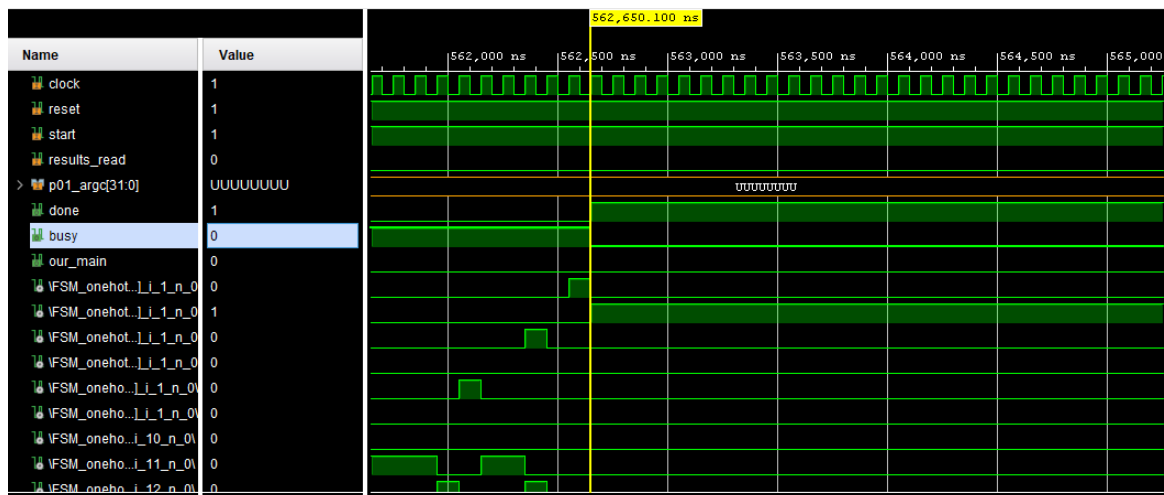 562,650.100 ns
Name Value
562,000 ns 562,500 ns 563,000 ns 563,500 ns 564,000 ns 564,500 ns 565,000
clock 1
reset 1
start 1
results_read 0
> p01_argc[31:0] UUUUUUUU UUUUUUUU
done 1
busy 0
our_main 0
\FSM_onehot...]_i_1_n_0 0
\FSM_onehot...]_i_1_n_0 1
\FSM_onehot...]_i_1_n_0 0
\FSM_onehot...]_i_1_n_0 0
\FSM_oneho...]_i_1_n_0\ 0
\FSM_oneho...]_i_1_n_0\ 0
\FSM_oneho...i_10_n_0\ 0
\FSM_oneho...i_11_n_0\ 0
\FSM_oneho...i_12_n_0\ 0